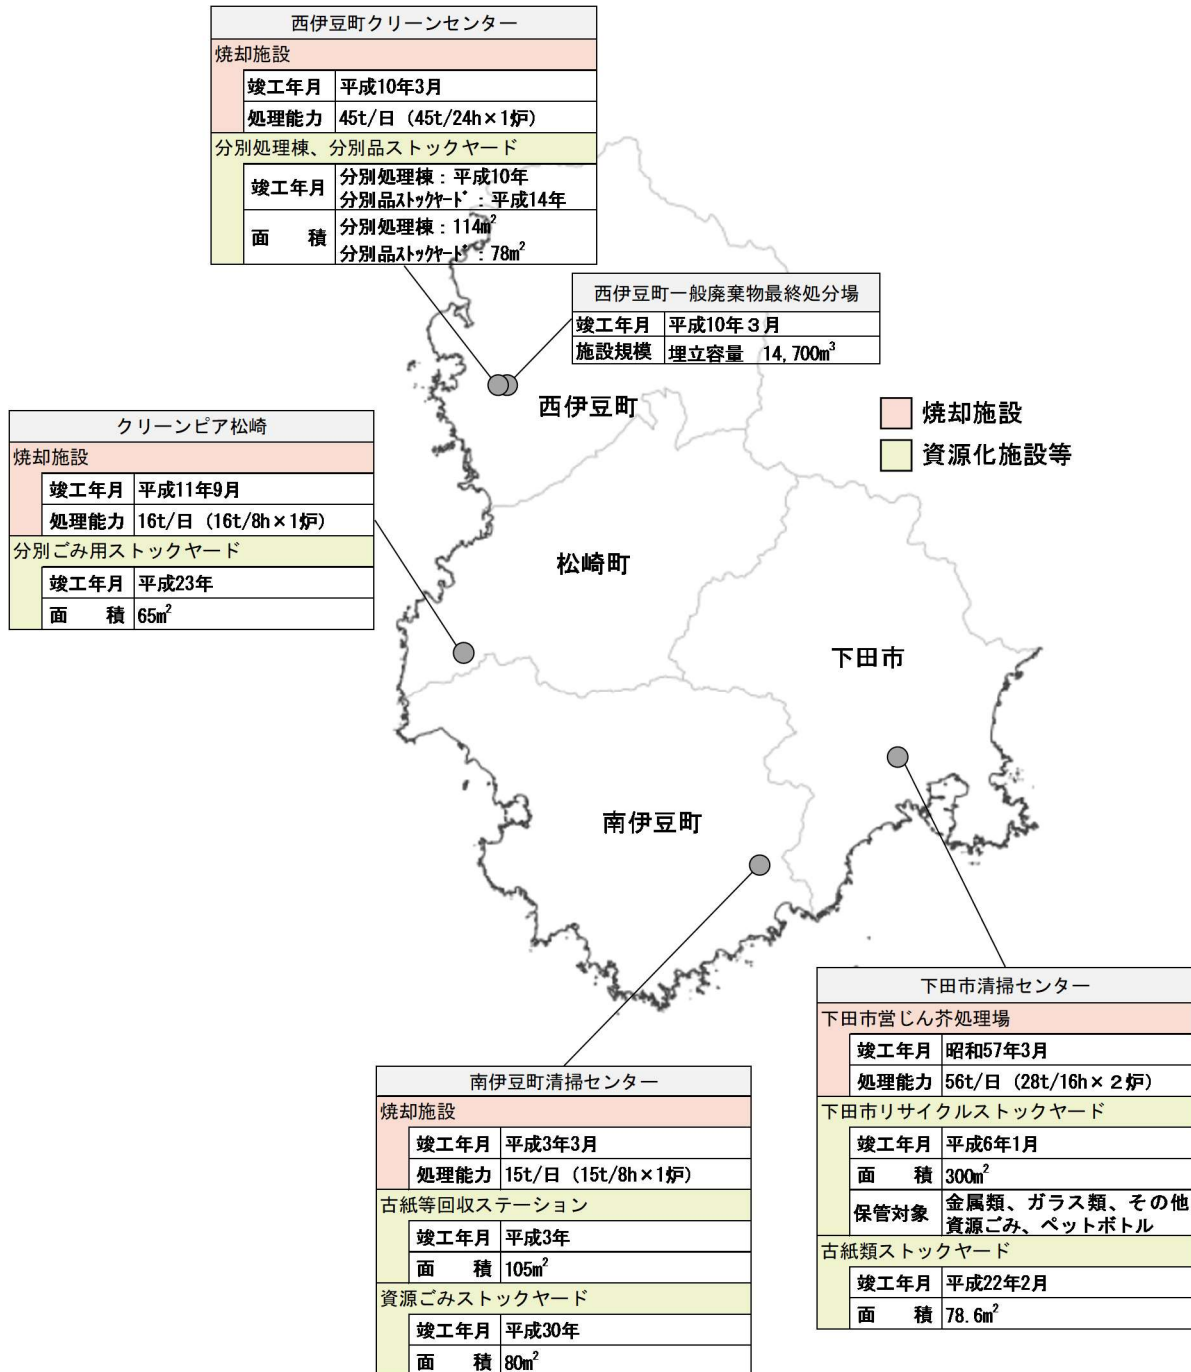 西伊豆町クリーンセンター
焼却施設
竣工年月 平成10年3月
処理能力 45t/日（45t/24h×1炉）
分別処理棟、分別品ストックヤード
竣工年月 分別処理棟：平成10年
分別品ｽﾄｯｸﾔｰﾄﾞ：平成14年
面　積 分別処理棟：114m²
分別品ｽﾄｯｸﾔｰﾄﾞ：78m²
西伊豆町一般廃棄物最終処分場
竣工年月 平成10年３月
施設規模 埋立容量　14,700m³
西伊豆町
焼却施設
資源化施設等
クリーンピア松崎
焼却施設
竣工年月 平成11年9月
処理能力 16t/日（16t/8h×1炉）
分別ごみ用ストックヤード
竣工年月 平成23年
面　積 65m²
松崎町
下田市
南伊豆町
下田市清掃センター
下田市営じん芥処理場
竣工年月 昭和57年3月
処理能力 56t/日（28t/16h×２炉）
下田市リサイクルストックヤード
竣工年月 平成6年1月
面　積 300m²
保管対象 金属類、ガラス類、その他
資源ごみ、ペットボトル
古紙類ストックヤード
竣工年月 平成22年2月
面　積 78.6m²
南伊豆町清掃センター
焼却施設
竣工年月 平成3年3月
処理能力 15t/日（15t/8h×1炉）
古紙等回収ステーション
竣工年月 平成3年
面　積 105m²
資源ごみストックヤード
竣工年月 平成30年
面　積 80m²